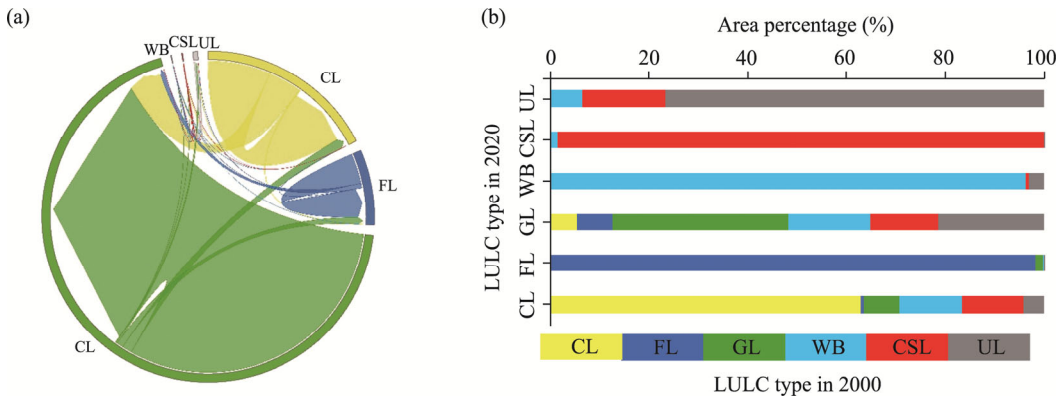 (a)
WB
CSL
UL
CL
FL
CL
(b)
Area percentage (%)
0 20 40 60 80 100
LULC type in 2020
UL
CSL
WB
GL
FL
CL
CL FL GL WB CSL UL
LULC type in 2000